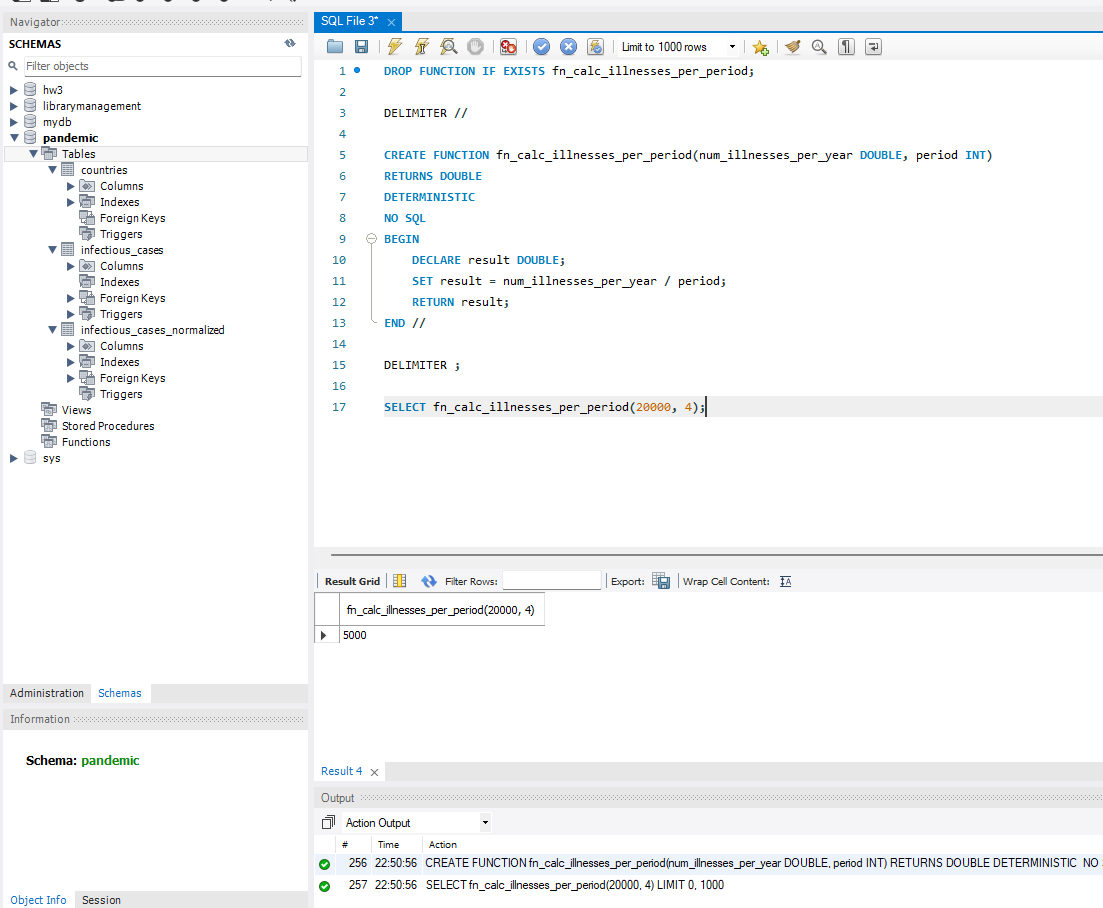 Navigator
SCHEMAS
Filter objects
hw3
librarymanagement
mydb
pandemic
Tables
countries
Columns
Indexes
Foreign Keys
Triggers
infectious_cases
Columns
Indexes
Foreign Keys
Triggers
infectious_cases_normalized
Columns
Indexes
Foreign Keys
Triggers
Views
Stored Procedures
Functions
sys
Administration Schemas
Information
Schema: pandemic
Object Info Session
SQL File 3*
Limit to 1000 rows
1 DROP FUNCTION IF EXISTS fn_calc_illnesses_per_period;
2
3 DELIMITER //
4
5 CREATE FUNCTION fn_calc_illnesses_per_period(num_illnesses_per_year DOUBLE, period INT)
6 RETURNS DOUBLE
7 DETERMINISTIC
8 NO SQL
9 BEGIN
10 DECLARE result DOUBLE;
11 SET result = num_illnesses_per_year / period;
12 RETURN result;
13 END //
14
15 DELIMITER ;
16
17 SELECT fn_calc_illnesses_per_period(20000, 4);
Result Grid Filter Rows: Export: Wrap Cell Content:
fn_calc_illnesses_per_period(20000, 4)
5000
Result 4
Output
Action Output
# Time Action
256 22:50:56 CREATE FUNCTION fn_calc_illnesses_per_period(num_illnesses_per_year DOUBLE, period INT) RETURNS DOUBLE DETERMINISTIC NO
257 22:50:56 SELECT fn_calc_illnesses_per_period(20000, 4) LIMIT 0, 1000